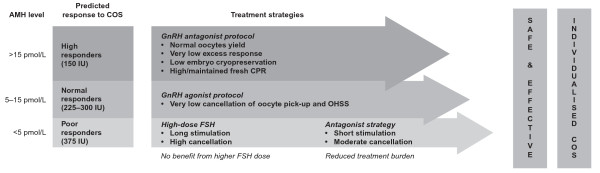 AMH level
Predicted
response to COS
Treatment strategies
>15 pmol/L
High
responders
(150 IU)
GnRH antagonist protocol
• Normal oocytes yield
• Very low excess response
• Low embryo cryopreservation
• High/maintained fresh CPR
5–15 pmol/L
Normal
responders
(225–300 IU)
GnRH agonist protocol
• Very low cancellation of oocyte pick-up and OHSS
<5 pmol/L
Poor
responders
(375 IU)
High-dose FSH
• Long stimulation
• High cancellation
No benefit from higher FSH dose
Antagonist strategy
• Short stimulation
• Moderate cancellation
Reduced treatment burden
SAFE & EFFECTIVE
INDIVIDUALISED COS